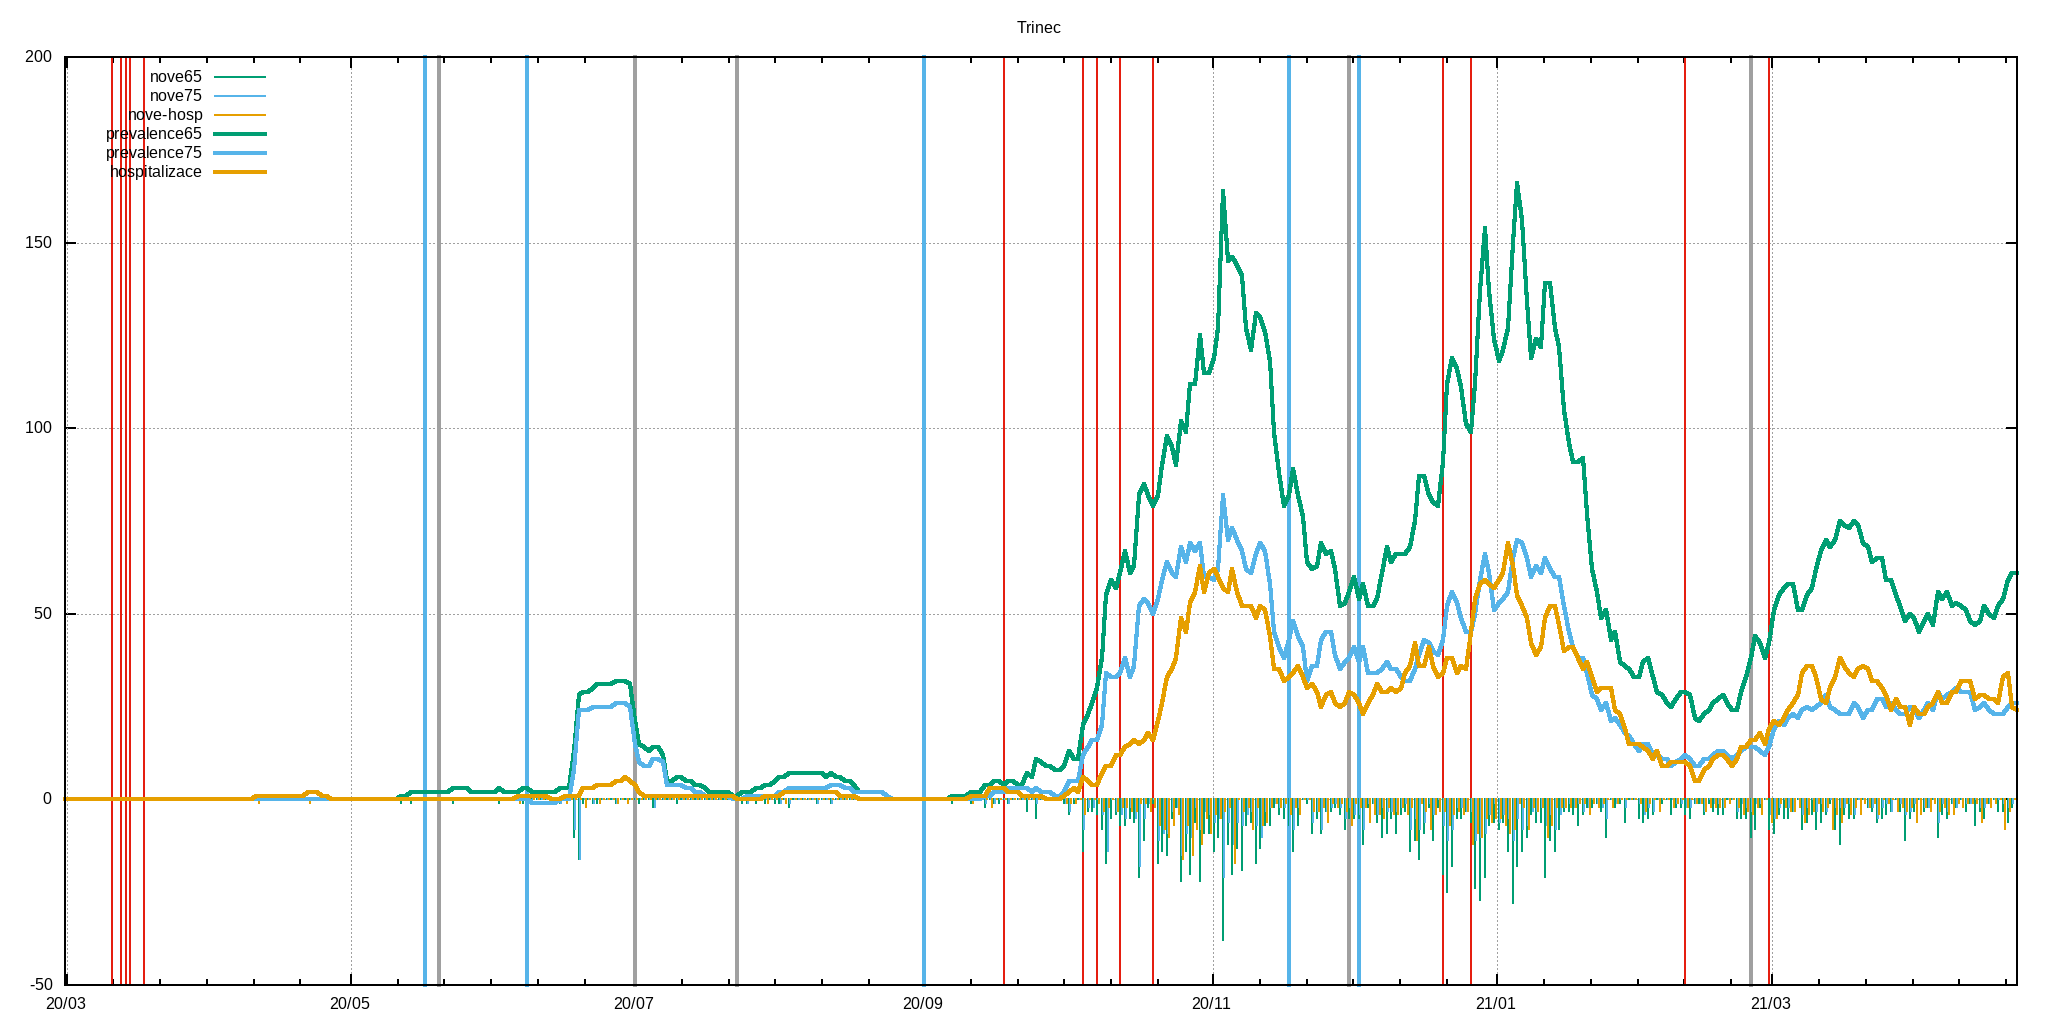 Trinec
200
150
100
50
0
-50
nove65
nove75
nove-hosp
prevalence65
prevalence75
hospitalizace
20/03 20/05 20/07 20/09 20/11 21/01 21/03